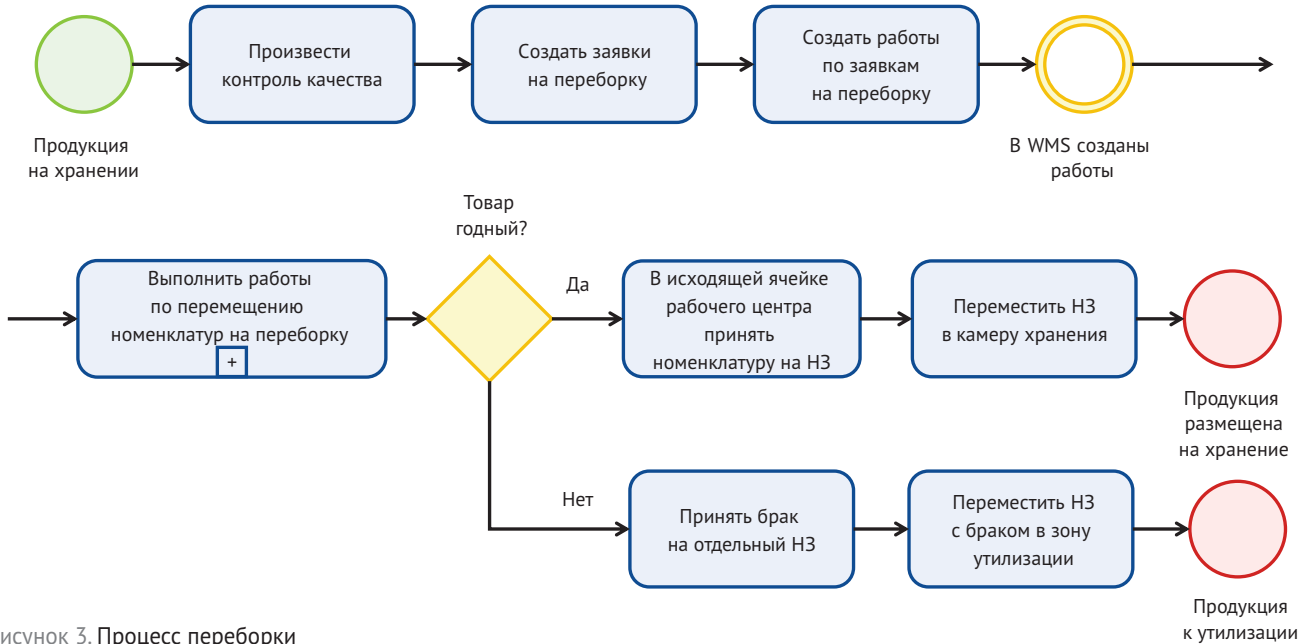 Произвести
контроль качества
Создать заявки
на переборку
Создать работы
по заявкам
на переборку
Продукция
на хранении
В WMS созданы
работы
Товар
годный?
Выполнить работы
по перемещению
номенклатур на переборку
+
Да
В исходящей ячейке
рабочего центра
принять
номенклатуру на НЗ
Переместить НЗ
в камеру хранения
Продукция
размещена
на хранение
Нет
Принять брак
на отдельный НЗ
Переместить НЗ
с браком в зону
утилизации
Продукция
к утилизации
исунок 3. Процесс переборки